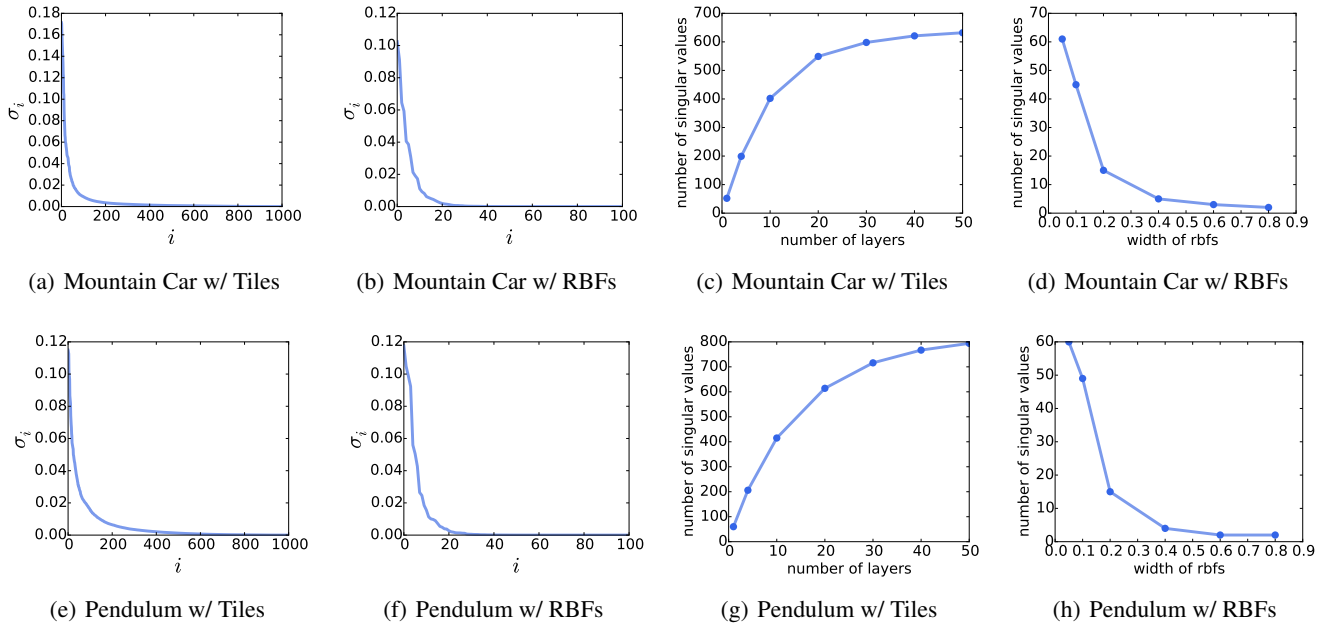 0.18
0.16
0.14
0.12
0.10
0.08
0.06
0.04
0.02
0.00
σi
0 200 400 600 800 1000
i
(a) Mountain Car w/ Tiles
0.12
0.10
0.08
0.06
0.04
0.02
0.00
σi
0 20 40 60 80 100
i
(b) Mountain Car w/ RBFs
700
600
500
400
300
200
100
0
number of singular values
0 10 20 30 40 50
number of layers
(c) Mountain Car w/ Tiles
70
60
50
40
30
20
10
0
number of singular values
0.0 0.1 0.2 0.3 0.4 0.5 0.6 0.7 0.8 0.9
width of rbfs
(d) Mountain Car w/ RBFs
0.12
0.10
0.08
0.06
0.04
0.02
0.00
σi
0 200 400 600 800 1000
i
(e) Pendulum w/ Tiles
0.12
0.10
0.08
0.06
0.04
0.02
0.00
σi
0 20 40 60 80 100
i
(f) Pendulum w/ RBFs
800
700
600
500
400
300
200
100
0
number of singular values
0 10 20 30 40 50
number of layers
(g) Pendulum w/ Tiles
60
50
40
30
20
10
0
number of singular values
0.0 0.1 0.2 0.3 0.4 0.5 0.6 0.7 0.8 0.9
width of rbfs
(h) Pendulum w/ RBFs